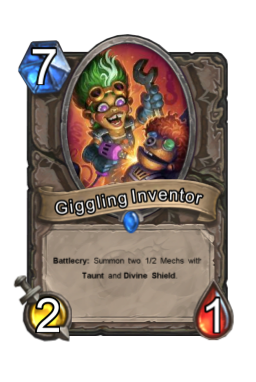 7
Giggling Inventor
Battlecry: Summon two 1/2 Mechs with
Taunt and Divine Shield.
2
1